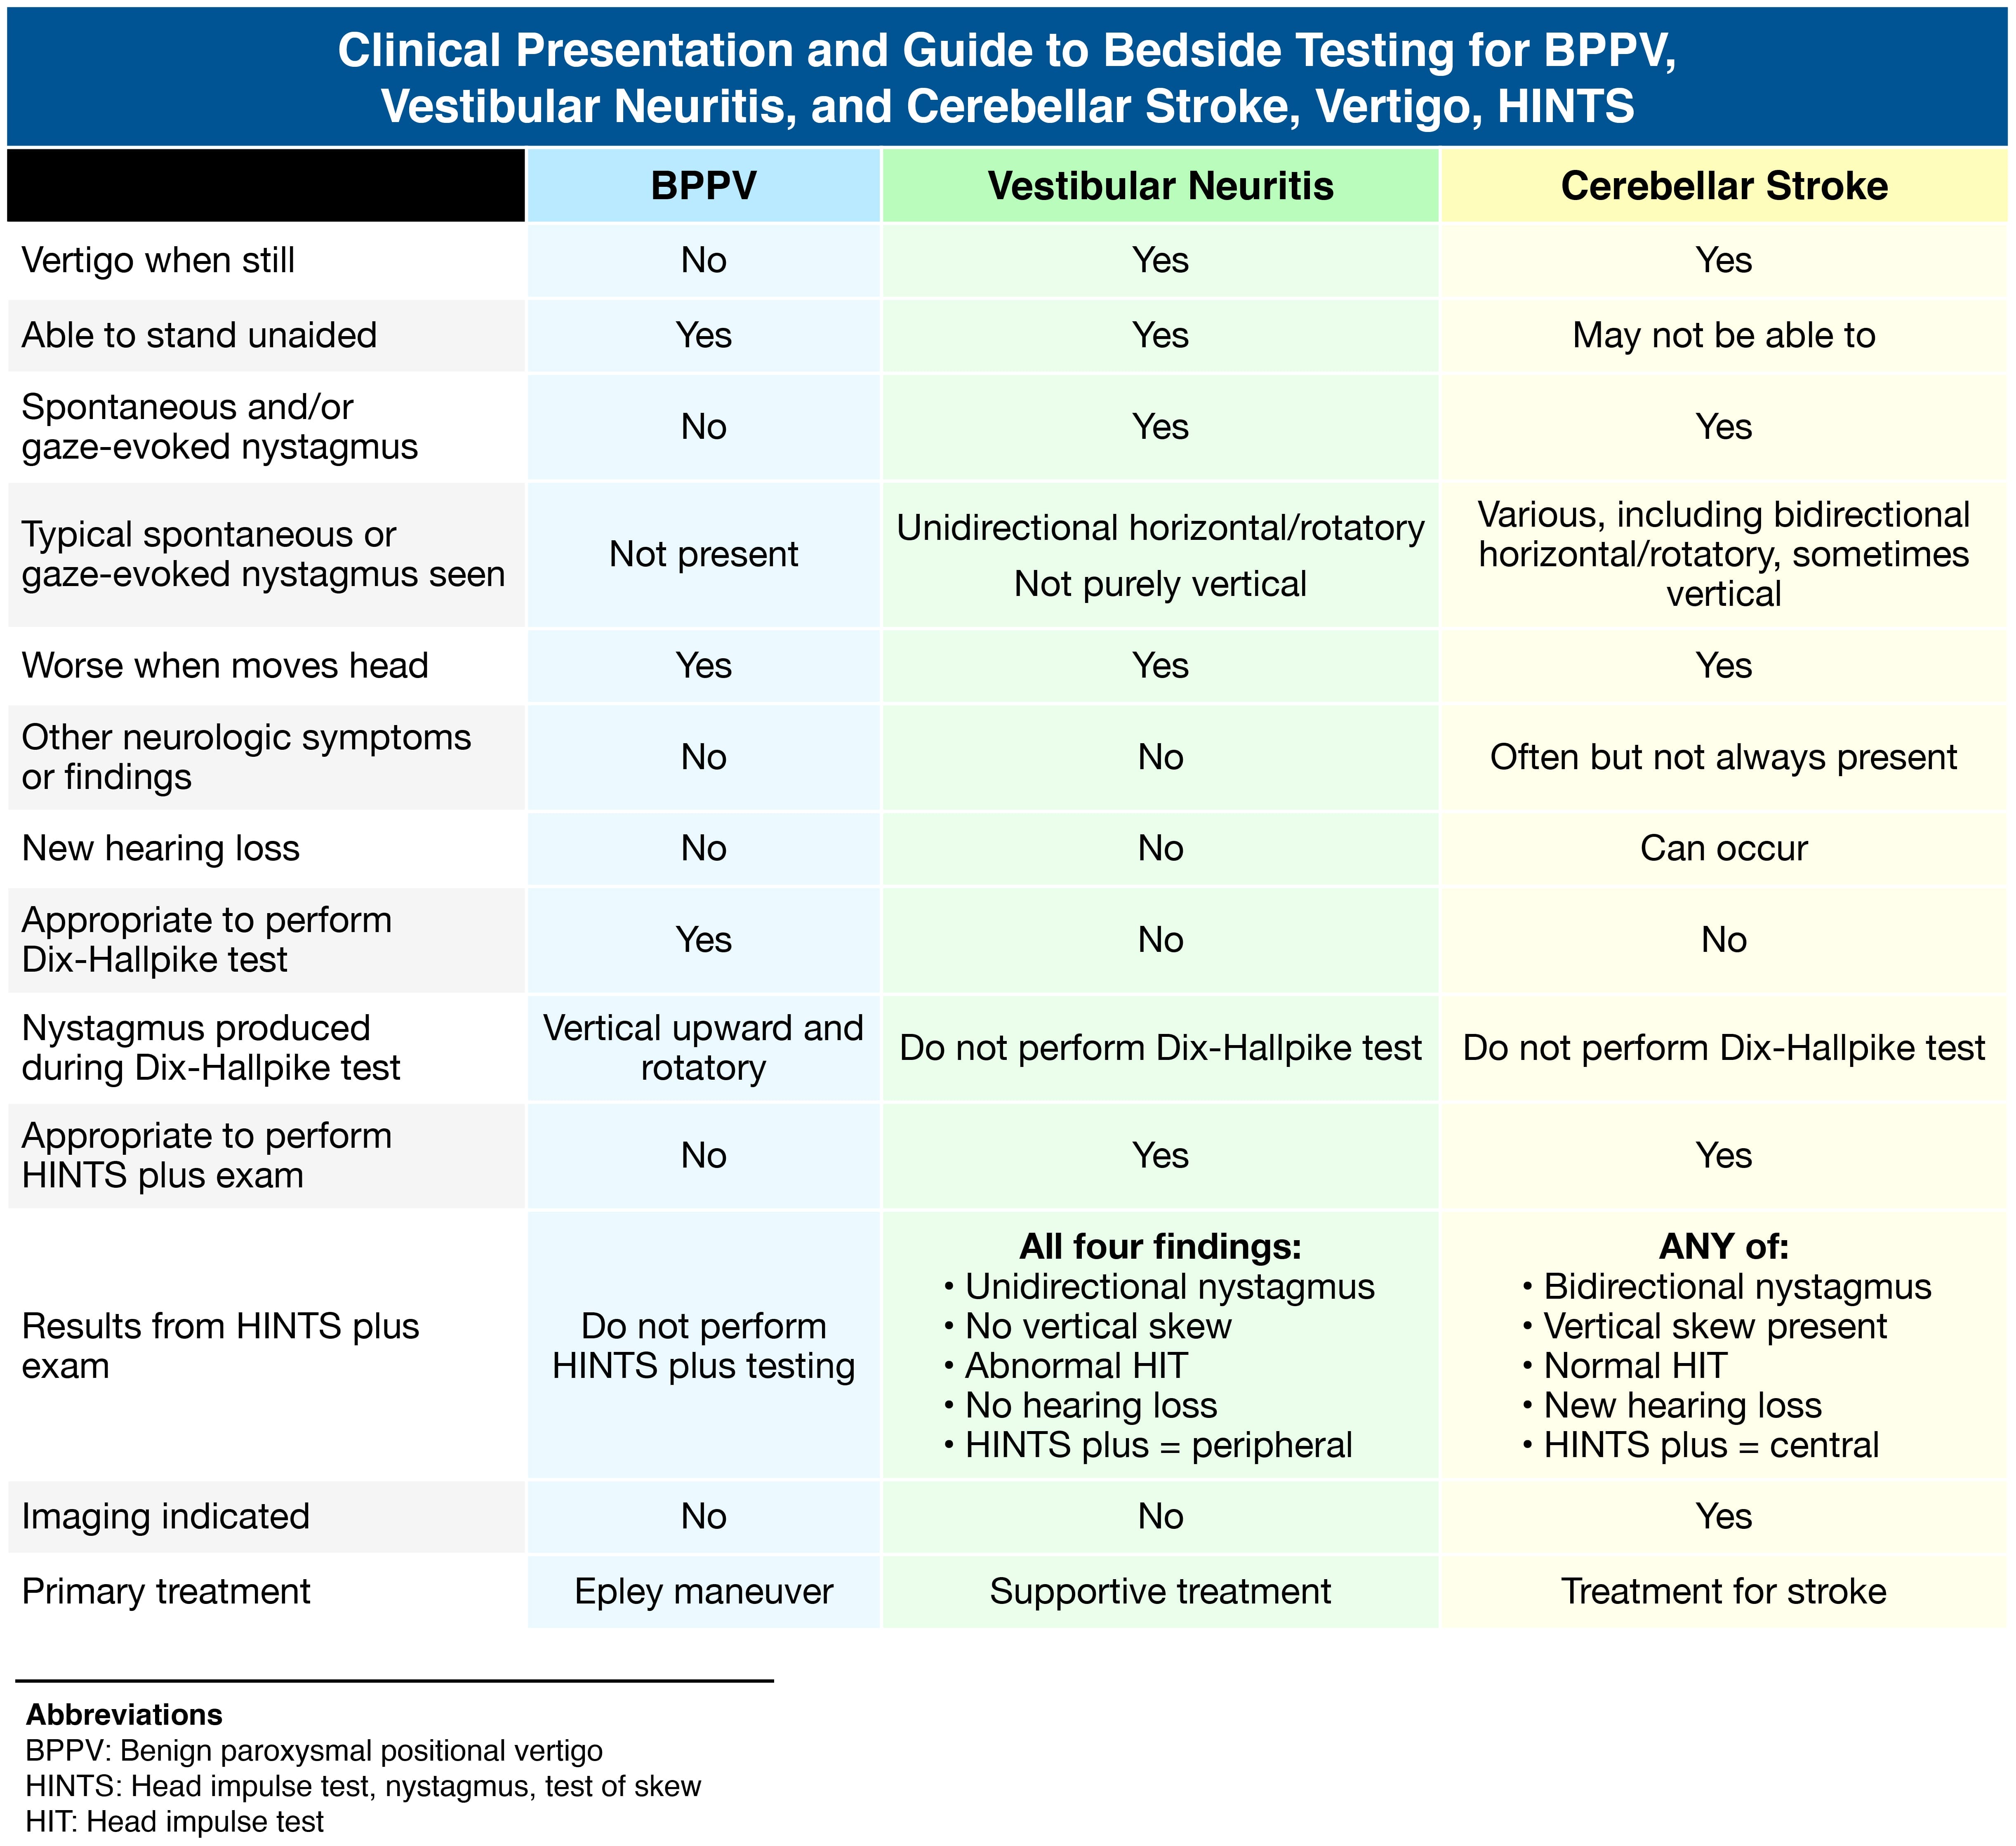 Clinical Presentation and Guide to Bedside Testing for BPPV,
Vestibular Neuritis, and Cerebellar Stroke, Vertigo, HINTS
BPPV Vestibular Neuritis Cerebellar Stroke
Vertigo when still No Yes Yes
Able to stand unaided Yes Yes May not be able to
Spontaneous and/or
gaze-evoked nystagmus
No
Yes
Yes
Typical spontaneous or
gaze-evoked nystagmus seen
Not present
Unidirectional horizontal/rotatory
Not purely vertical
Various, including bidirectional
horizontal/rotatory, sometimes
vertical
Worse when moves head Yes Yes Yes
Other neurologic symptoms
or findings
No
No
Often but not always present
New hearing loss No No Can occur
Appropriate to perform
Dix-Hallpike test
Yes
No
No
Nystagmus produced
during Dix-Hallpike test
Vertical upward and
rotatory
Do not perform Dix-Hallpike test
Do not perform Dix-Hallpike test
Appropriate to perform
HINTS plus exam
No
Yes
Yes
Results from HINTS plus
exam
Do not perform
HINTS plus testing
All four findings:
• Unidirectional nystagmus
• No vertical skew
• Abnormal HIT
• No hearing loss
• HINTS plus = peripheral
ANY of:
• Bidirectional nystagmus
• Vertical skew present
• Normal HIT
• New hearing loss
• HINTS plus = central
Imaging indicated No No Yes
Primary treatment Epley maneuver Supportive treatment Treatment for stroke
Abbreviations
BPPV: Benign paroxysmal positional vertigo
HINTS: Head impulse test, nystagmus, test of skew
HIT: Head impulse test